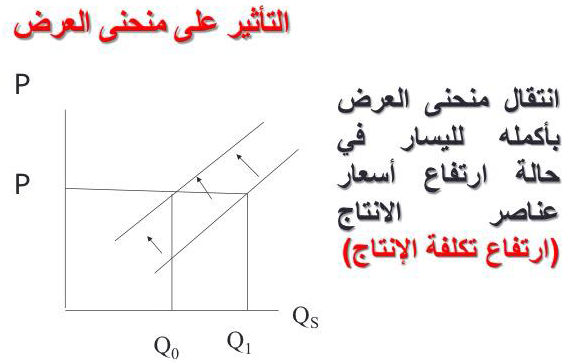 التأثير على منحنى العرض
P
انتقال منحنى العرض
بأكمله لليسار في
P
حالة ارتفاع أسعار
عناصر الانتاج
(ارتفاع تكلفة الإنتاج)
Qₛ
Q₀
Q₁